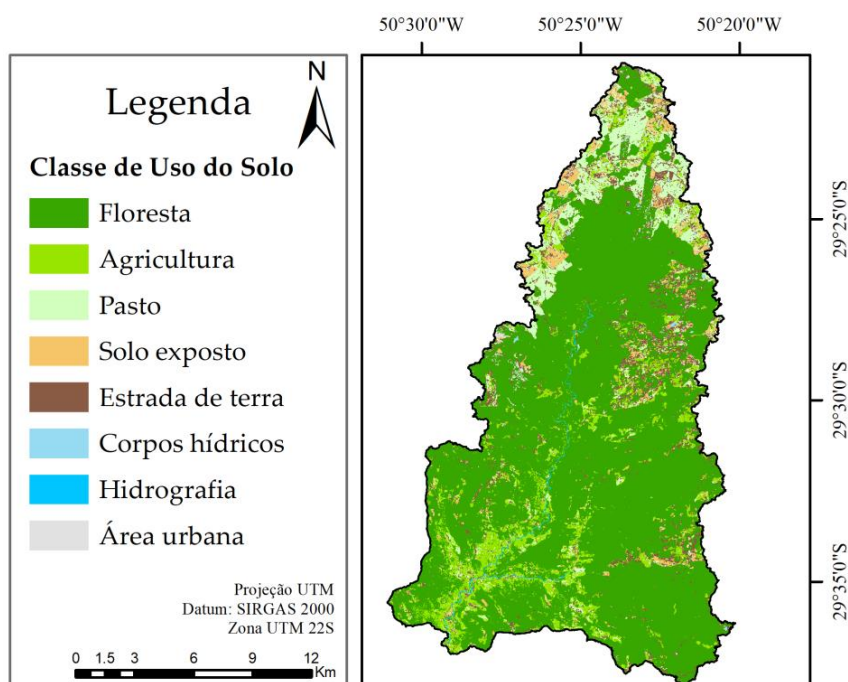 50°30'0"W 50°25'0"W 50°20'0"W
N
Legenda
Classe de Uso do Solo
Floresta
Agricultura
Pasto
Solo exposto
Estrada de terra
Corpos hídricos
Hidrografia
Área urbana
Projeção UTM
Datum: SIRGAS 2000
Zona UTM 22S
0 1.5 3 6 9 12
Km
29°25'0"S
29°30'0"S
29°35'0"S